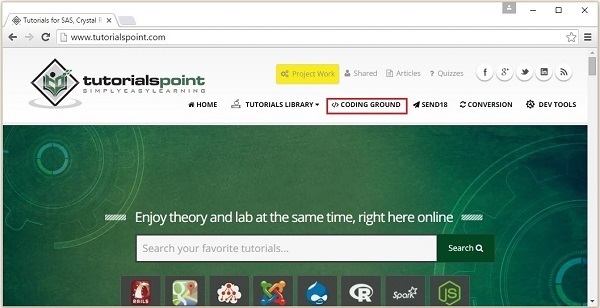 Tutorials for SAS, Crystal
www.tutorialspoint.com
tutorialspoint
SIMPLYEASYLEARNING
Project Work Shared Articles ? Quizzes
HOME TUTORIALS LIBRARY </> CODING GROUND SEND18 CONVERSION DEV TOOLS
Enjoy theory and lab at the same time, right here online
Search your favorite tutorials... Search
RAILS R Spark JS